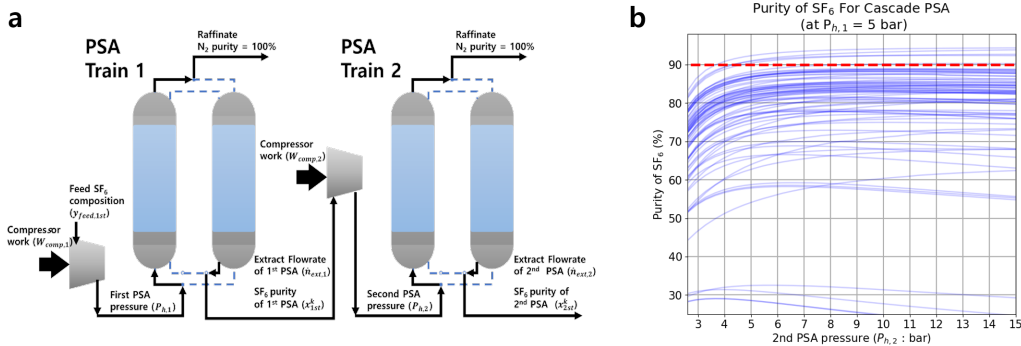 a
PSA
Train 1
Raffinate
N₂ purity = 100%
PSA
Train 2
Raffinate
N₂ purity = 100%
Compressor
work (W_comp,2)
Feed SF₆
composition
(y_feed,1st)
Compressor
work (W_comp,1)
First PSA
pressure (P_h,1)
Extract Flowrate
of 1ˢᵗ PSA (ṅ_ext,1)
SF₆ purity
of 1ˢᵗ PSA (x^k_1st)
Second PSA
pressure (P_h,2)
Extract Flowrate
of 2ⁿᵈ PSA (ṅ_ext,2)
SF₆ purity of
2ⁿᵈ PSA (x^k_2st)
b
Purity of SF₆ For Cascade PSA
(at P_h,1 = 5 bar)
Purity of SF₆ (%)
90
80
70
60
50
40
30
3 4 5 6 7 8 9 10 11 12 13 14 15
2nd PSA pressure (P_h,2 : bar)